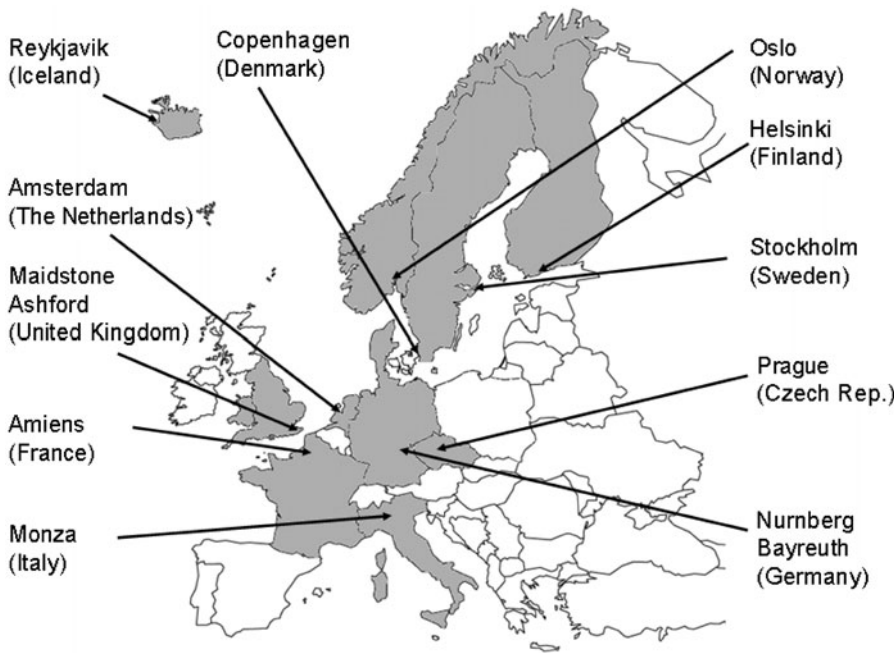 Reykjavik
(Iceland)
Copenhagen
(Denmark)
Oslo
(Norway)
Helsinki
(Finland)
Amsterdam
(The Netherlands)
Stockholm
(Sweden)
Maidstone
Ashford
(United Kingdom)
Prague
(Czech Rep.)
Amiens
(France)
Monza
(Italy)
Nurnberg
Bayreuth
(Germany)